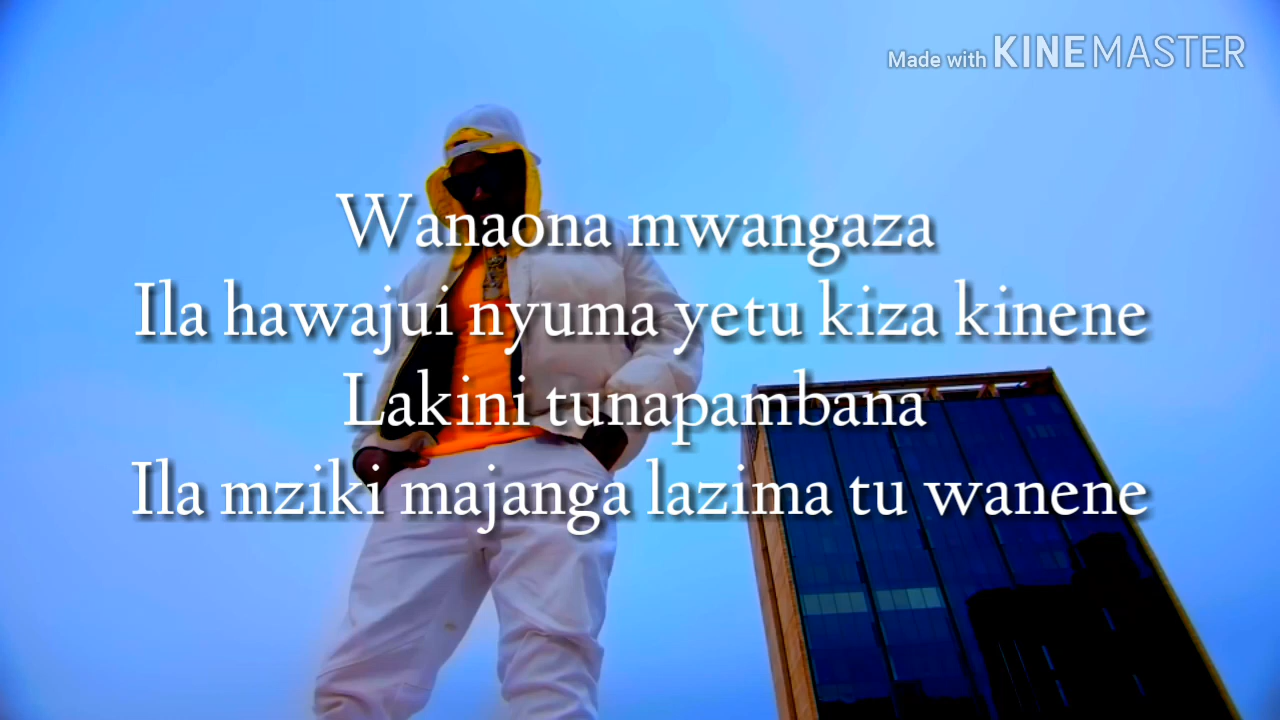 Made with KINEMASTER
Wanaona mwangaza
Ila hawajui nyuma yetu kiza kinene
Lakini tunapambana
Ila mziki majanga lazima tu wanene